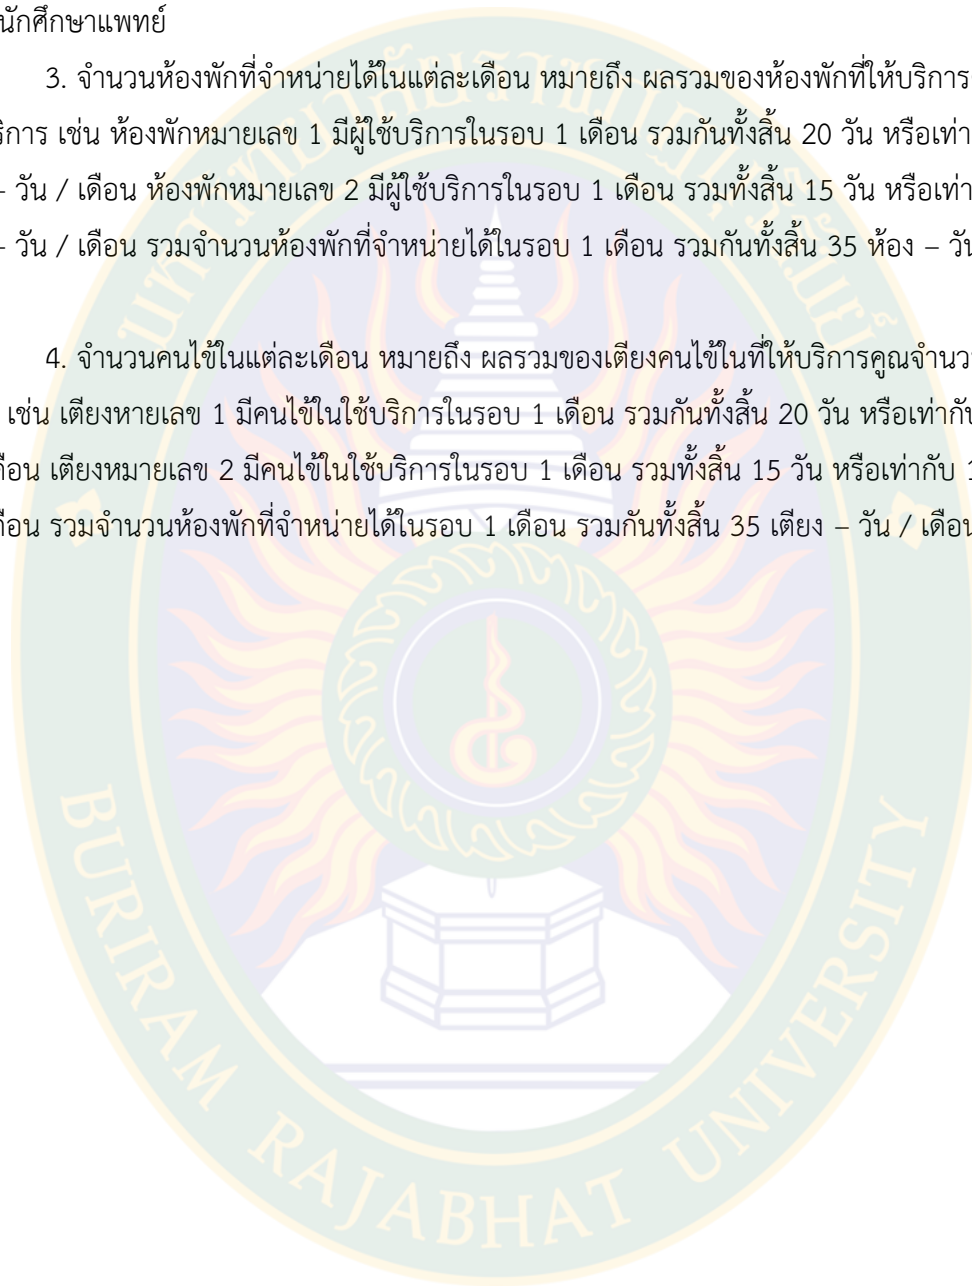 นักศึกษาแพทย์
3. จำนวนห้องพักที่จำหน่ายได้ในแต่ละเดือน หมายถึง ผลรวมของห้องพักที่ให้บริการ
ริการ เช่น ห้องพักหมายเลข 1 มีผู้ใช้บริการในรอบ 1 เดือน รวมกันทั้งสิ้น 20 วัน หรือเท่า
– วัน / เดือน ห้องพักหมายเลข 2 มีผู้ใช้บริการในรอบ 1 เดือน รวมทั้งสิ้น 15 วัน หรือเท่า
– วัน / เดือน รวมจำนวนห้องพักที่จำหน่ายได้ในรอบ 1 เดือน รวมกันทั้งสิ้น 35 ห้อง – วัน
4. จำนวนคนไข้ในแต่ละเดือน หมายถึง ผลรวมของเตียงคนไข้ในที่ให้บริการคูณจำนว
เช่น เตียงหายเลข 1 มีคนไข้ในใช้บริการในรอบ 1 เดือน รวมกันทั้งสิ้น 20 วัน หรือเท่ากับ
ดือน เตียงหมายเลข 2 มีคนไข้ในใช้บริการในรอบ 1 เดือน รวมทั้งสิ้น 15 วัน หรือเท่ากับ 1
ดือน รวมจำนวนห้องพักที่จำหน่ายได้ในรอบ 1 เดือน รวมกันทั้งสิ้น 35 เตียง – วัน / เดือน
มหาวิทยาลัยราชภัฏบุรีรัมย์
BURIRAM RAJABHAT UNIVERSITY